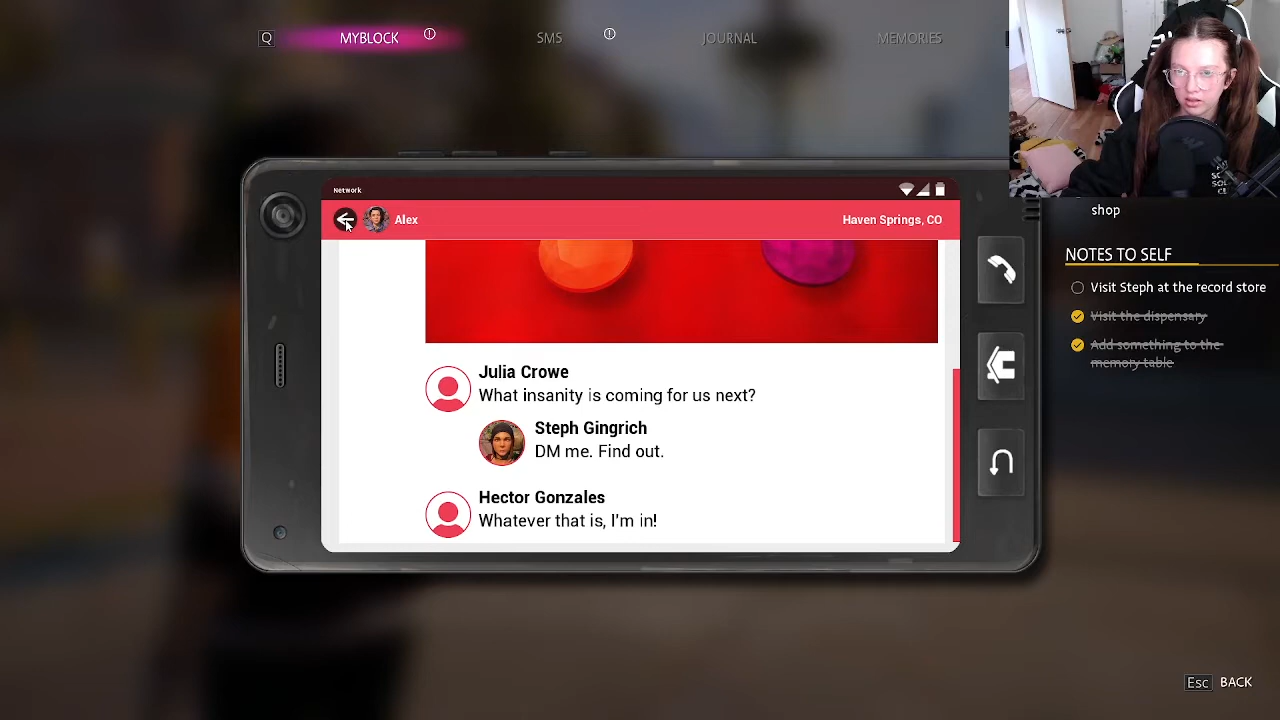 Q MYBLOCK SMS JOURNAL MEMORIES
Network
Alex
Haven Springs, CO
shop
NOTES TO SELF
Visit Steph at the record store
Visit the dispensary
Add something to the
memory table
Julia Crowe
What insanity is coming for us next?
Steph Gingrich
DM me. Find out.
Hector Gonzales
Whatever that is, I'm in!
Esc BACK